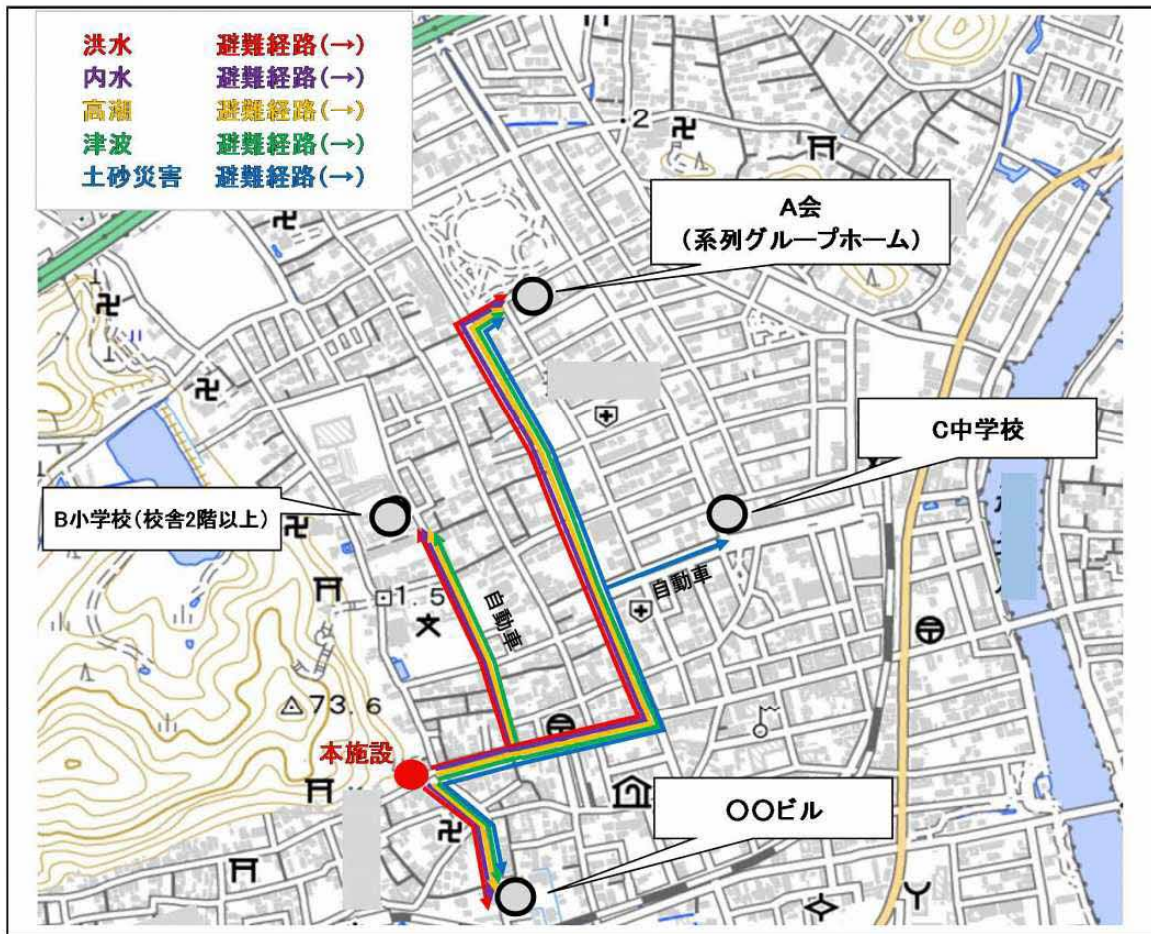 洪水 避難経路(→)
内水 避難経路(→)
高潮 避難経路(→)
津波 避難経路(→)
土砂災害 避難経路(→)
・2
A会
(系列グループホーム)
C中学校
B小学校(校舎2階以上)
自動車
1.5
自動車
73.6
本施設
〇〇ビル